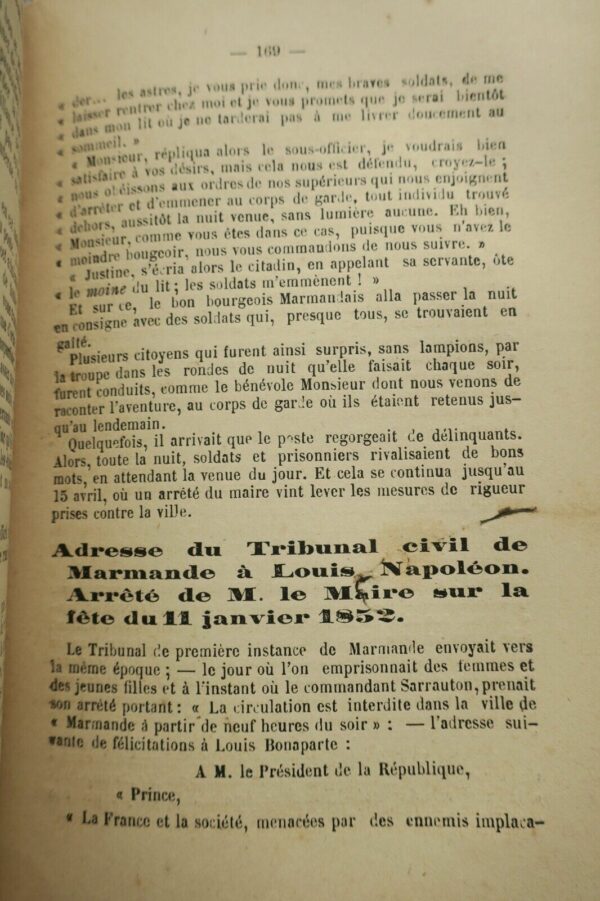 — 169 —
« der... les astres, je vous prie donc, mes braves soldats, de me
« laisser rentrer chez moi et je vous promets que je serai bientôt
« dans mon lit où je ne tarderai pas à me livrer doucement au
« sommeil. »
« Monsieur, répliqua alors le sous-officier, je voudrais bien
« satisfaire à vos désirs, mais cela nous est défendu, croyez-le ;
« nous obéissons aux ordres de nos supérieurs qui nous enjoignent
« d'arrêter et d'emmener au corps de garde, tout individu trouvé
« dehors, aussitôt la nuit venue, sans lumière aucune. Eh bien,
« Monsieur, comme vous êtes dans ce cas, puisque vous n'avez le
« moindre bougeoir, nous vous commandons de nous suivre. »
« Justine, s'écria alors le citadin, en appelant sa servante, ôte
« le moine du lit ; les soldats m'emmènent ! »
Et sur ce, le bon bourgeois Marmandais alla passer la nuit
en consigne avec des soldats qui, presque tous, se trouvaient en
gaîté.
Plusieurs citoyens qui furent ainsi surpris, sans lampions, par
la troupe dans les rondes de nuit qu'elle faisait chaque soir,
furent conduits, comme le bénévole Monsieur dont nous venons de
raconter l'aventure, au corps de garde où ils étaient retenus jus-
qu'au lendemain.
Quelquefois, il arrivait que le poste regorgeait de délinquants.
Alors, toute la nuit, soldats et prisonniers rivalisaient de bons
mots, en attendant la venue du jour. Et cela se continua jusqu'au
15 avril, où un arrêté du maire vint lever les mesures de rigueur
prises contre la ville.
Adresse du Tribunal civil de
Marmande à Louis Napoléon.
Arrêté de M. le Maire sur la
fête du 11 janvier 1852.
Le Tribunal de première instance de Marmande envoyait vers
la même époque ; — le jour où l'on emprisonnait des femmes et
des jeunes filles et à l'instant où le commandant Sarrauton, prenait
son arrêté portant : « La circulation est interdite dans la ville de
« Marmande à partir de neuf heures du soir » : — l'adresse sui-
vante de félicitations à Louis Bonaparte :
A M. le Président de la République,
« Prince,
« La France et la société, menacées par des ennemis implaca-